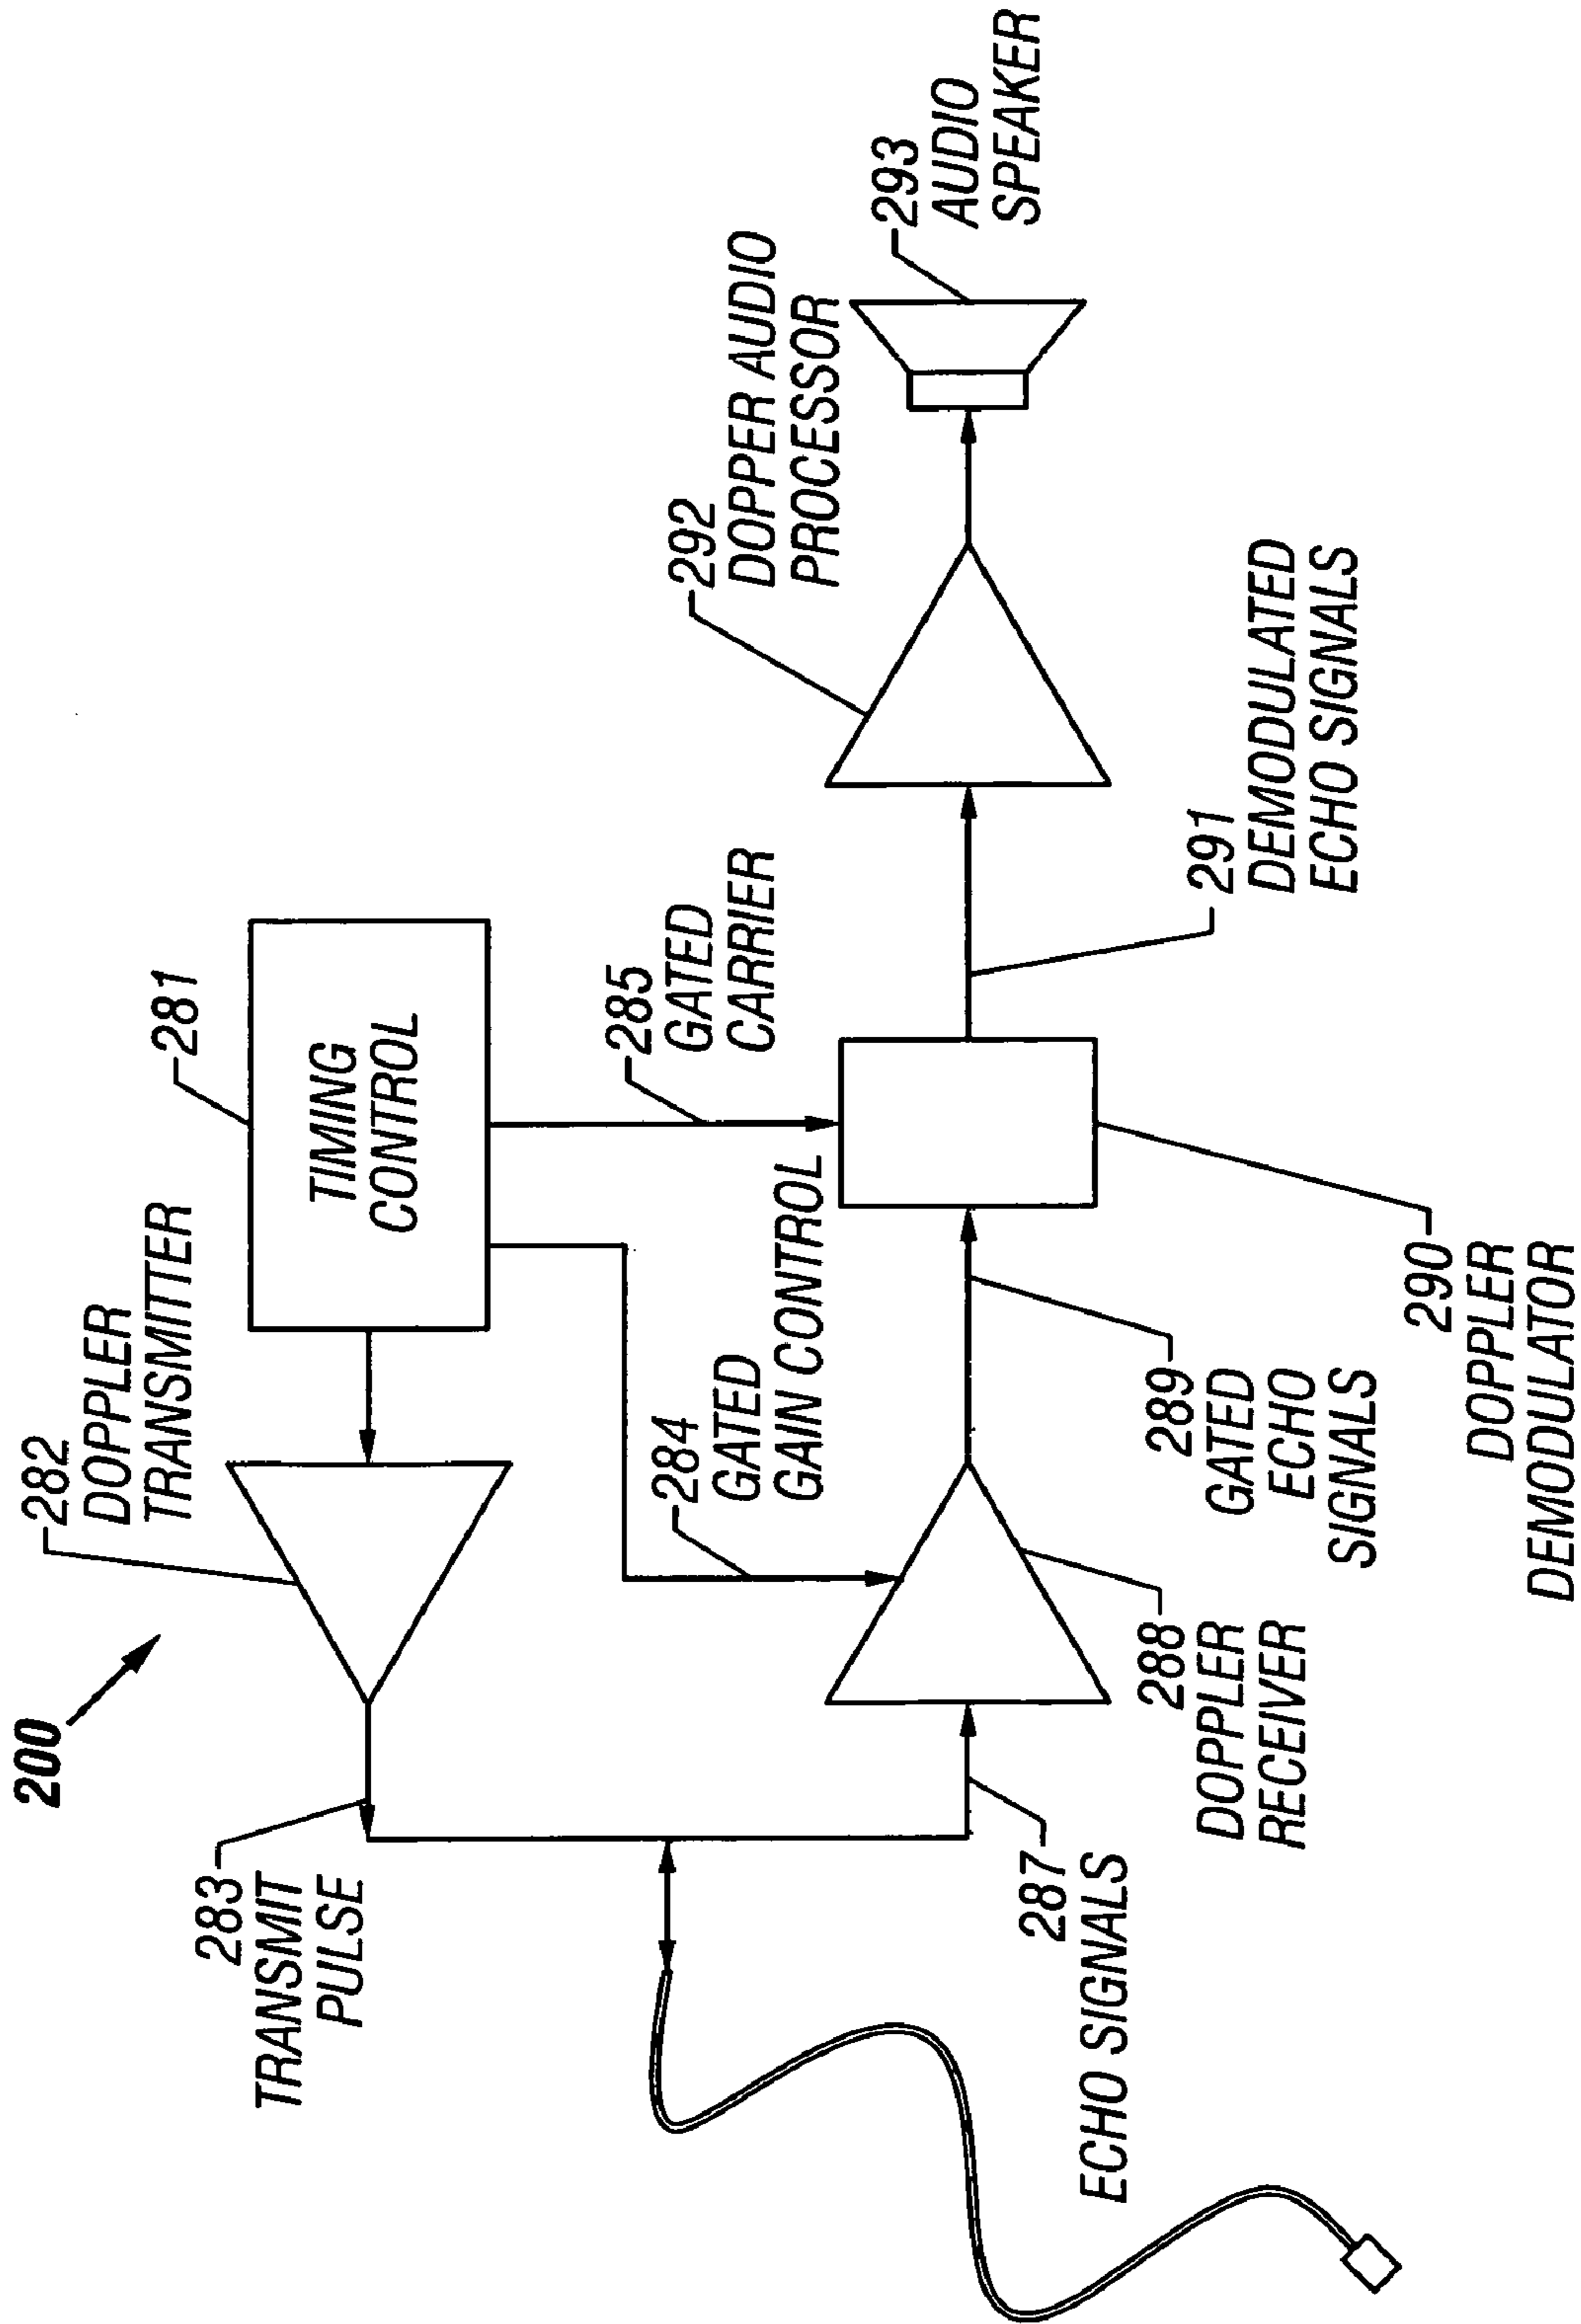 200
282
DOPPLER
TRANSMITTER
283
TRANSMIT
PULSE
281
TIMING
CONTROL
284
GATED
GAIN CONTROL
285
GATED
CARRIER
292
DOPPER AUDIO
PROCESSOR
293
AUDIO
SPEAKER
287
ECHO SIGNALS
288
DOPPLER
RECEIVER
289
GATED
ECHO
SIGNALS
290
DOPPLER
DEMODULATOR
291
DEMODULATED
ECHO SIGNALS